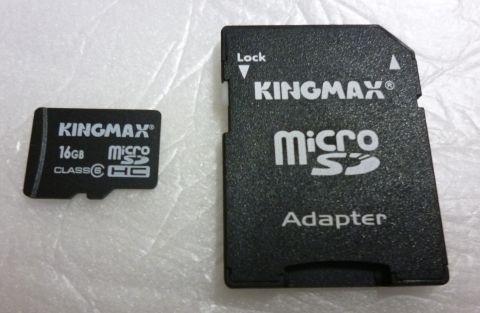 KINGMAX®
16GB micro SD
CLASS 6 HC
Lock
KINGMAX®
micro
SD
Adapter